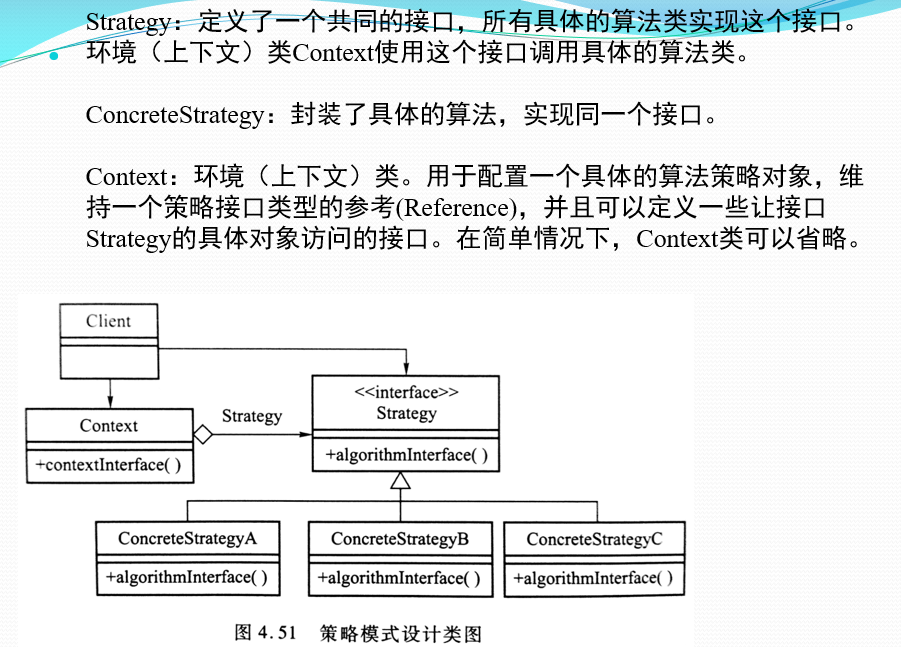 Strategy：定义了一个共同的接口，所有具体的算法类实现这个接口。
环境（上下文）类Context使用这个接口调用具体的算法类。
ConcreteStrategy：封装了具体的算法，实现同一个接口。
Context：环境（上下文）类。用于配置一个具体的算法策略对象，维
持一个策略接口类型的参考(Reference)，并且可以定义一些让接口
Strategy的具体对象访问的接口。在简单情况下，Context类可以省略。
Client
<<interface>>
Strategy
+algorithmInterface( )
Context
+contextInterface( )
Strategy
ConcreteStrategyA
+algorithmInterface( )
ConcreteStrategyB
+algorithmInterface( )
ConcreteStrategyC
+algorithmInterface( )
图 4.51 策略模式设计类图